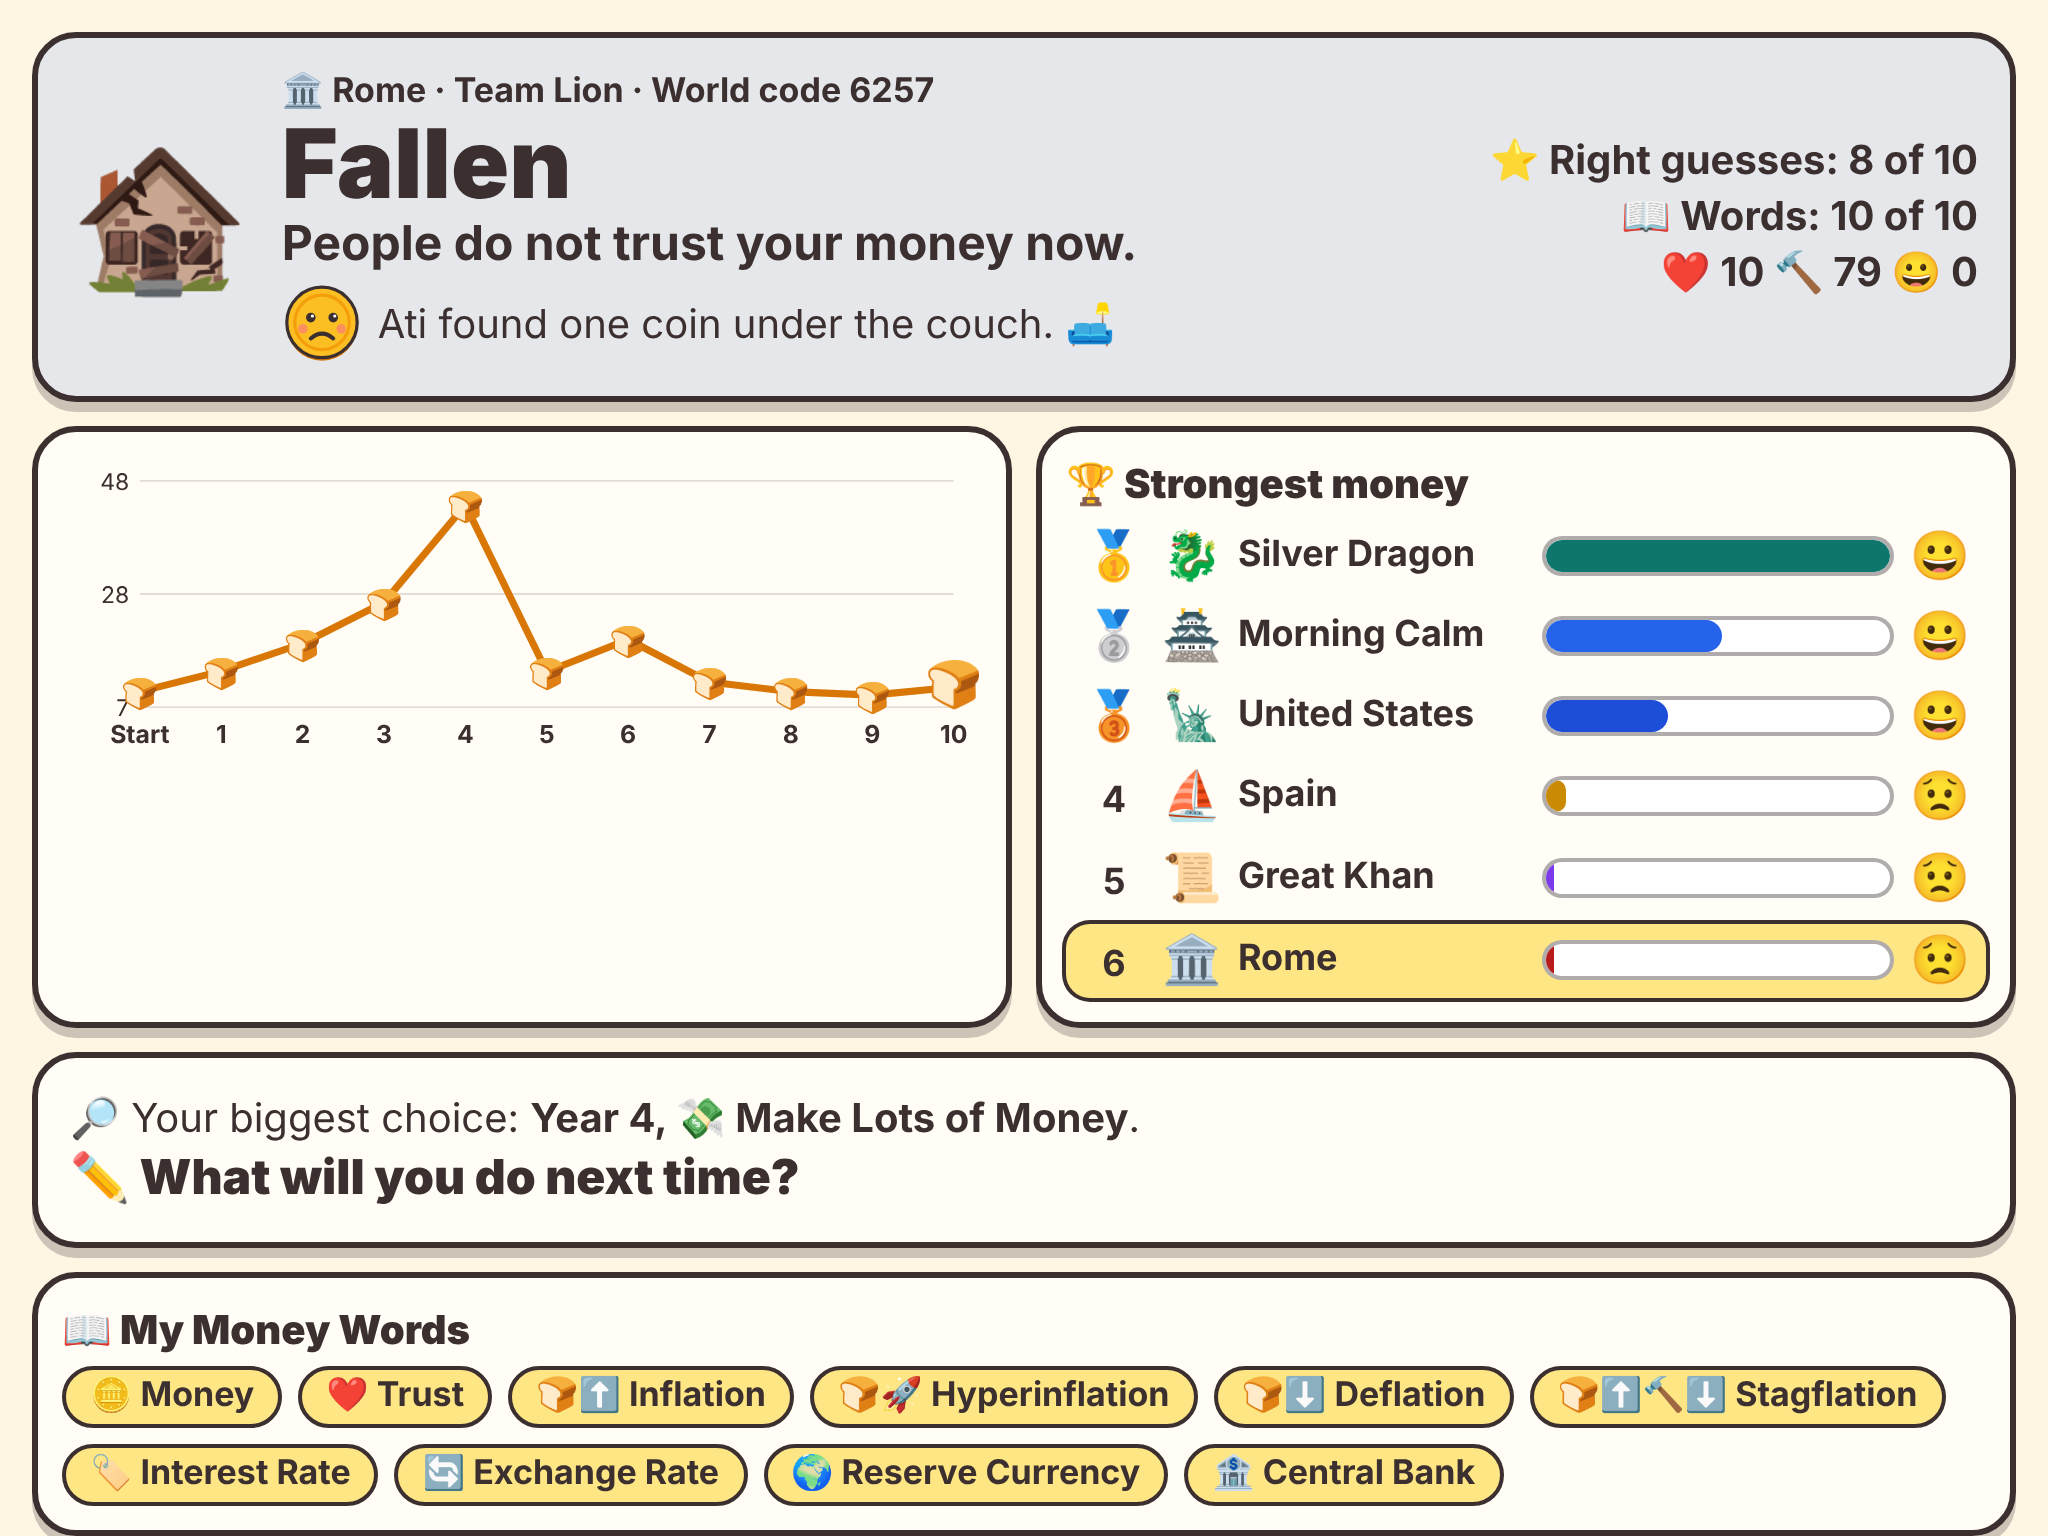 🏛️ Rome · Team Lion · World code 6257
Fallen
People do not trust your money now.
Ati found one coin under the couch. 🛋️
⭐ Right guesses: 8 of 10
📖 Words: 10 of 10
❤️ 10 🔨 79 😀 0
48
28
7
Start 1 2 3 4 5 6 7 8 9 10
🏆 Strongest money
🥇 🐉 Silver Dragon 😀
🥈 🏯 Morning Calm 😀
🥉 🗽 United States 😀
4 ⛵ Spain 😟
5 📜 Great Khan 😟
6 🏛️ Rome 😟
🔎 Your biggest choice: Year 4, 💸 Make Lots of Money.
✏️ What will you do next time?
📖 My Money Words
🪙 Money ❤️ Trust 🍞⬆️ Inflation 🍞🚀 Hyperinflation 🍞⬇️ Deflation 🍞⬆️🔨⬇️ Stagflation
🏷️ Interest Rate 🔄 Exchange Rate 🌍 Reserve Currency 🏦 Central Bank